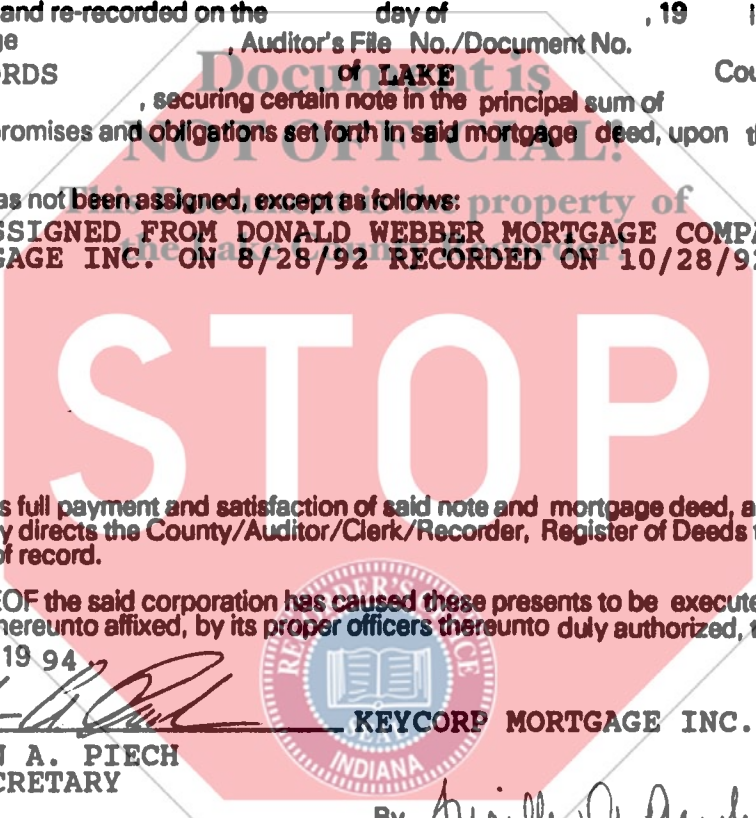 and re-recorded on the day of , 19
, Auditor's File No./Document No.
Document is
RDS of LAKE Cou
, securing certain note in the principal sum of
romises and obligations set forth in said mortgage deed, upon
NOT OFFICIAL!
as not been assigned, except as follows:
This Document is the property of
SSIGNED FROM DONALD WEBBER MORTGAGE COMPA
the Lake County Recorder!
GAGE INC. ON 8/28/92 RECORDED ON 10/28/92
STOP
s full payment and satisfaction of said note and mortgage deed, a
y directs the County/Auditor/Clerk/Recorder, Register of Deeds
of record.
EOF the said corporation has caused these presents to be execute
hereunto affixed, by its proper officers thereunto duly authorized,
RECORDER'S OFFICE
19 94
KEYCORP MORTGAGE INC.
SEAL
A. PIECH
INDIANA
CRETARY
By